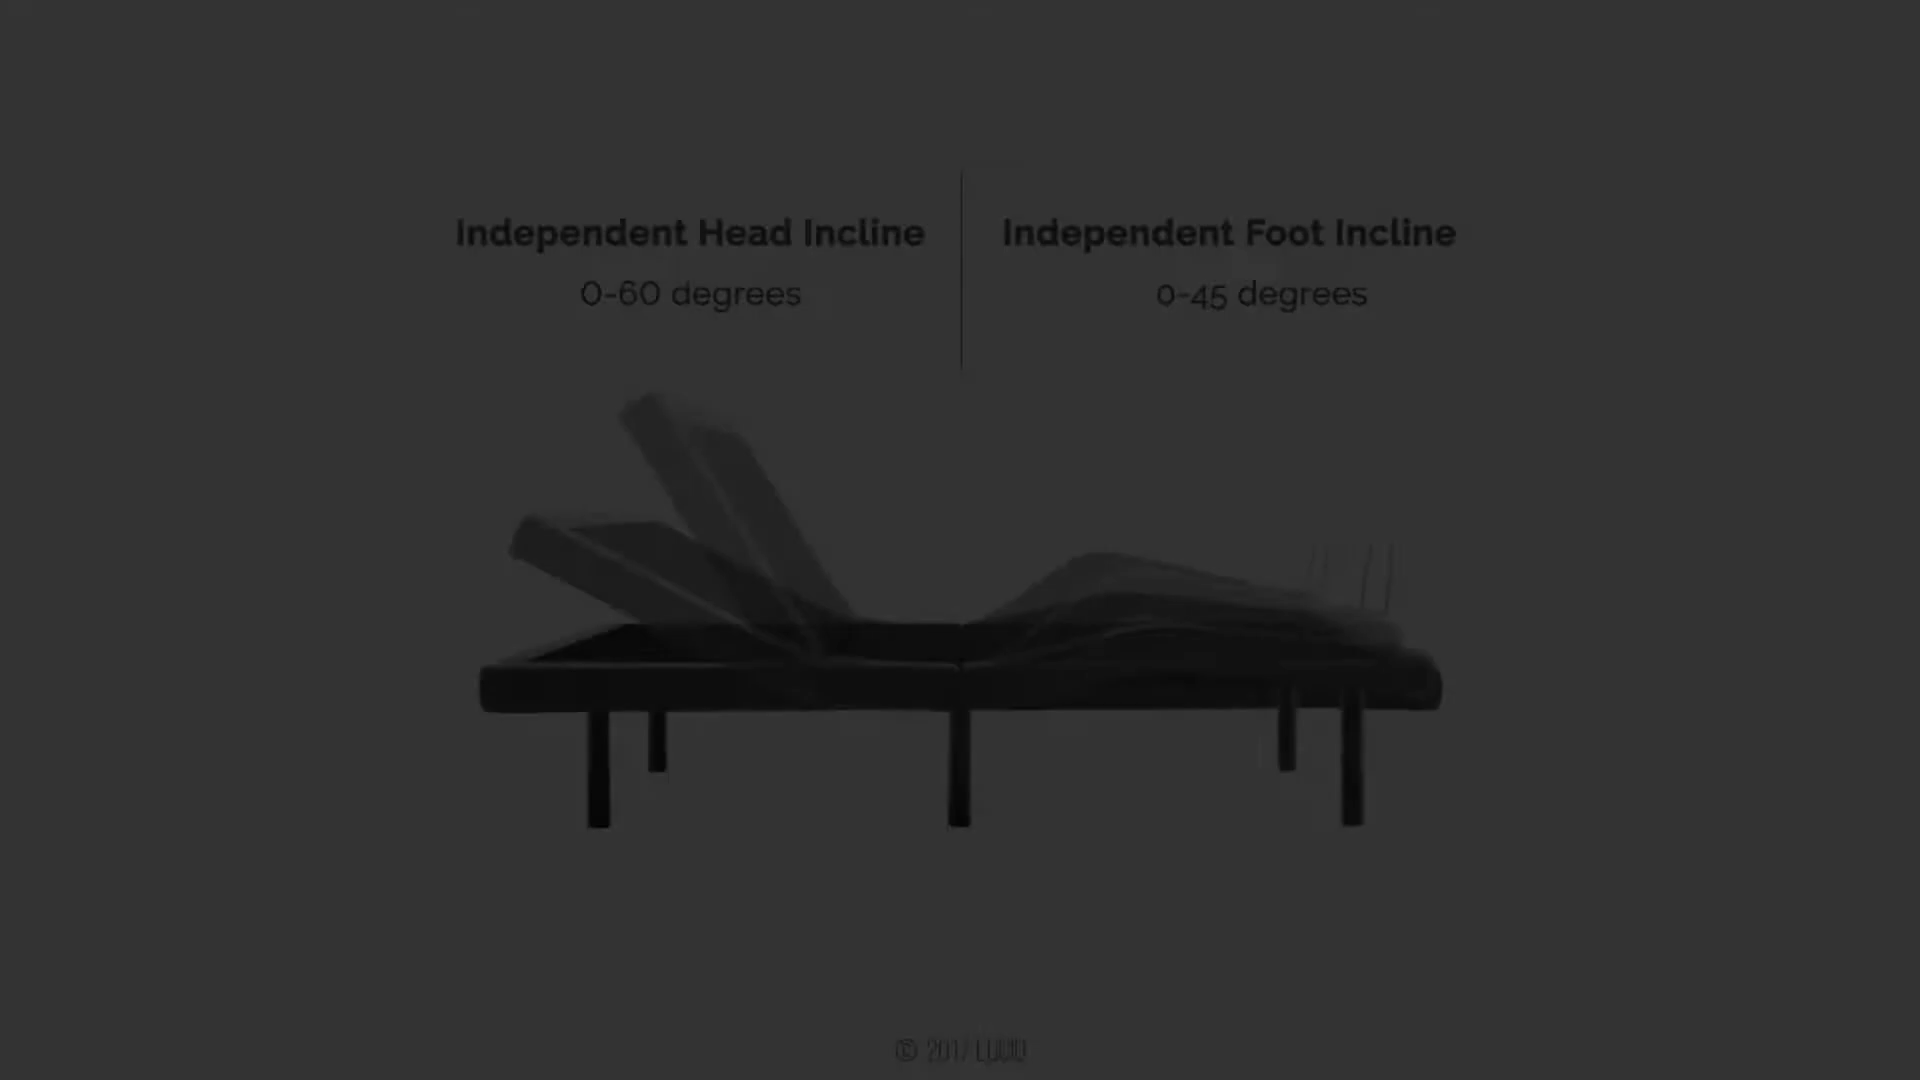 Independent Head Incline
0-60 degrees
Independent Foot Incline
0-45 degrees
© 2017 LUCID